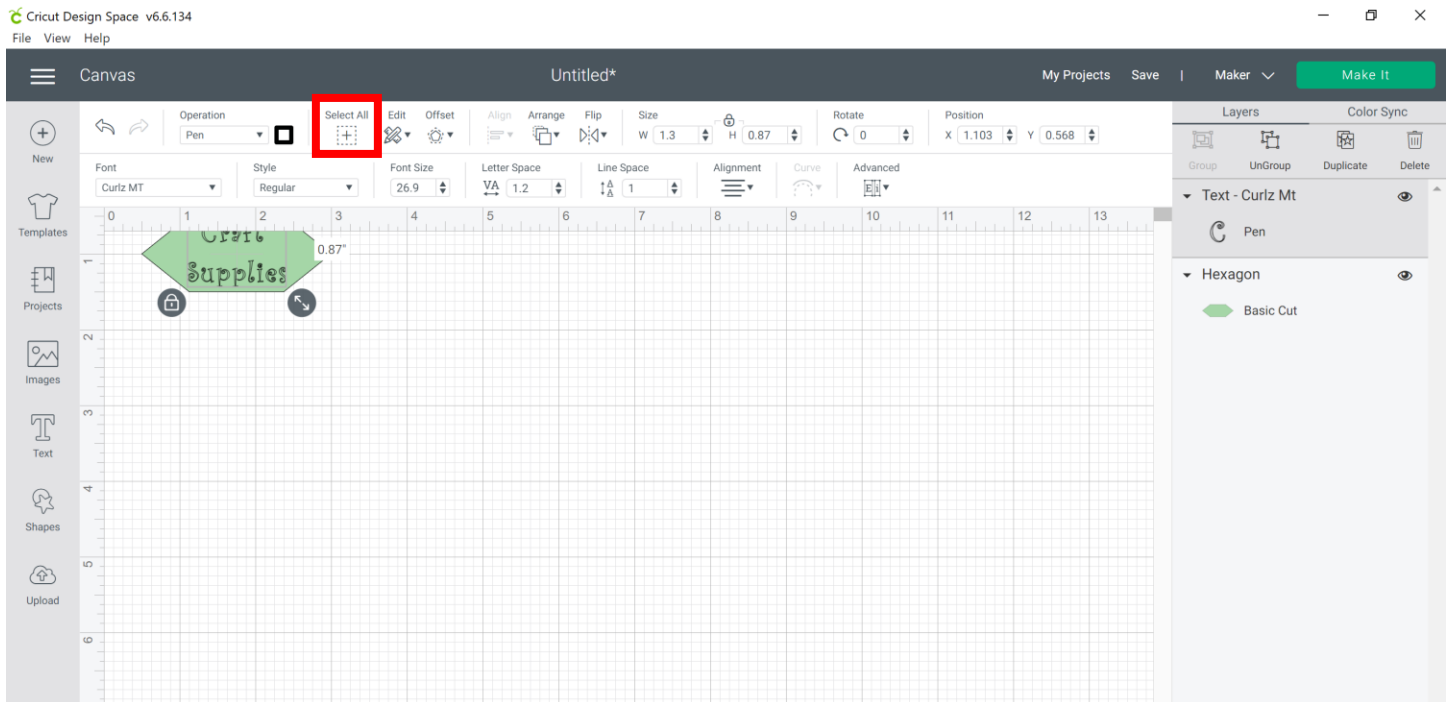 Cricut Design Space v6.6.134
File View Help
Canvas Untitled* My Projects Save | Maker Make It
Operation Select All Edit Offset Align Arrange Flip Size Rotate Position
Pen W 1.3 H 0.87 0 X 1.103 Y 0.568
Font Style Font Size Letter Space Line Space Alignment Curve Advanced
Curlz MT Regular 26.9 VA 1.2 1
New
Templates
Projects
Images
Text
Shapes
Upload
0 1 2 3 4 5 6 7 8 9 10 11 12 13
1
2
3
4
5
6
Craft
Supplies
0.87"
Layers Color Sync
Group UnGroup Duplicate Delete
Text - Curlz Mt
C Pen
Hexagon
Basic Cut